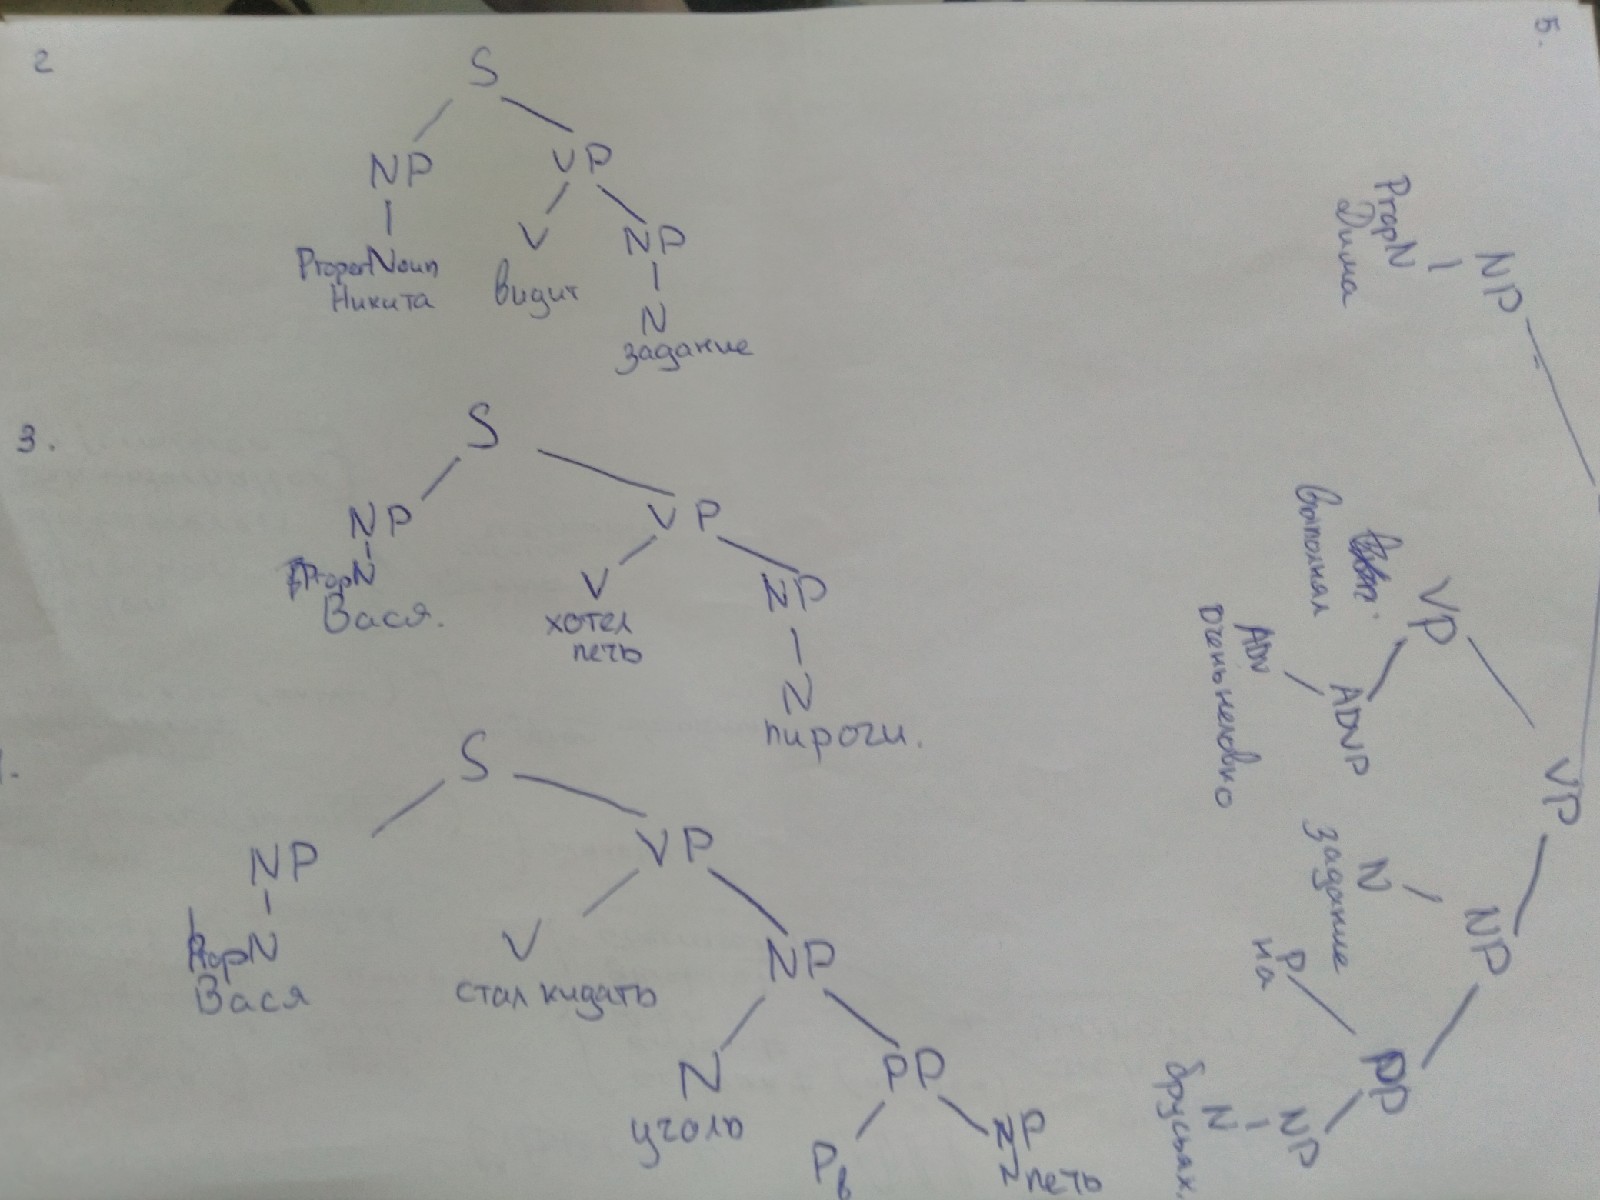 2
S
NP VP
V NP
ProperNoun
Никита
видит
N
задание
3.
S
NP VP
PropN
Вася.
V
хотел
печь
NP
N
пироги.
S
NP VP
PropN
Вася
V
стал кидать
NP
N
уголь
PP
P
в
NP
N печь
5.
NP
PropN
Дима
VP
VP
выполнял
ADVP
ADV
очень неловко
NP
N
задание
PP
P
на
NP
N
брусьях.